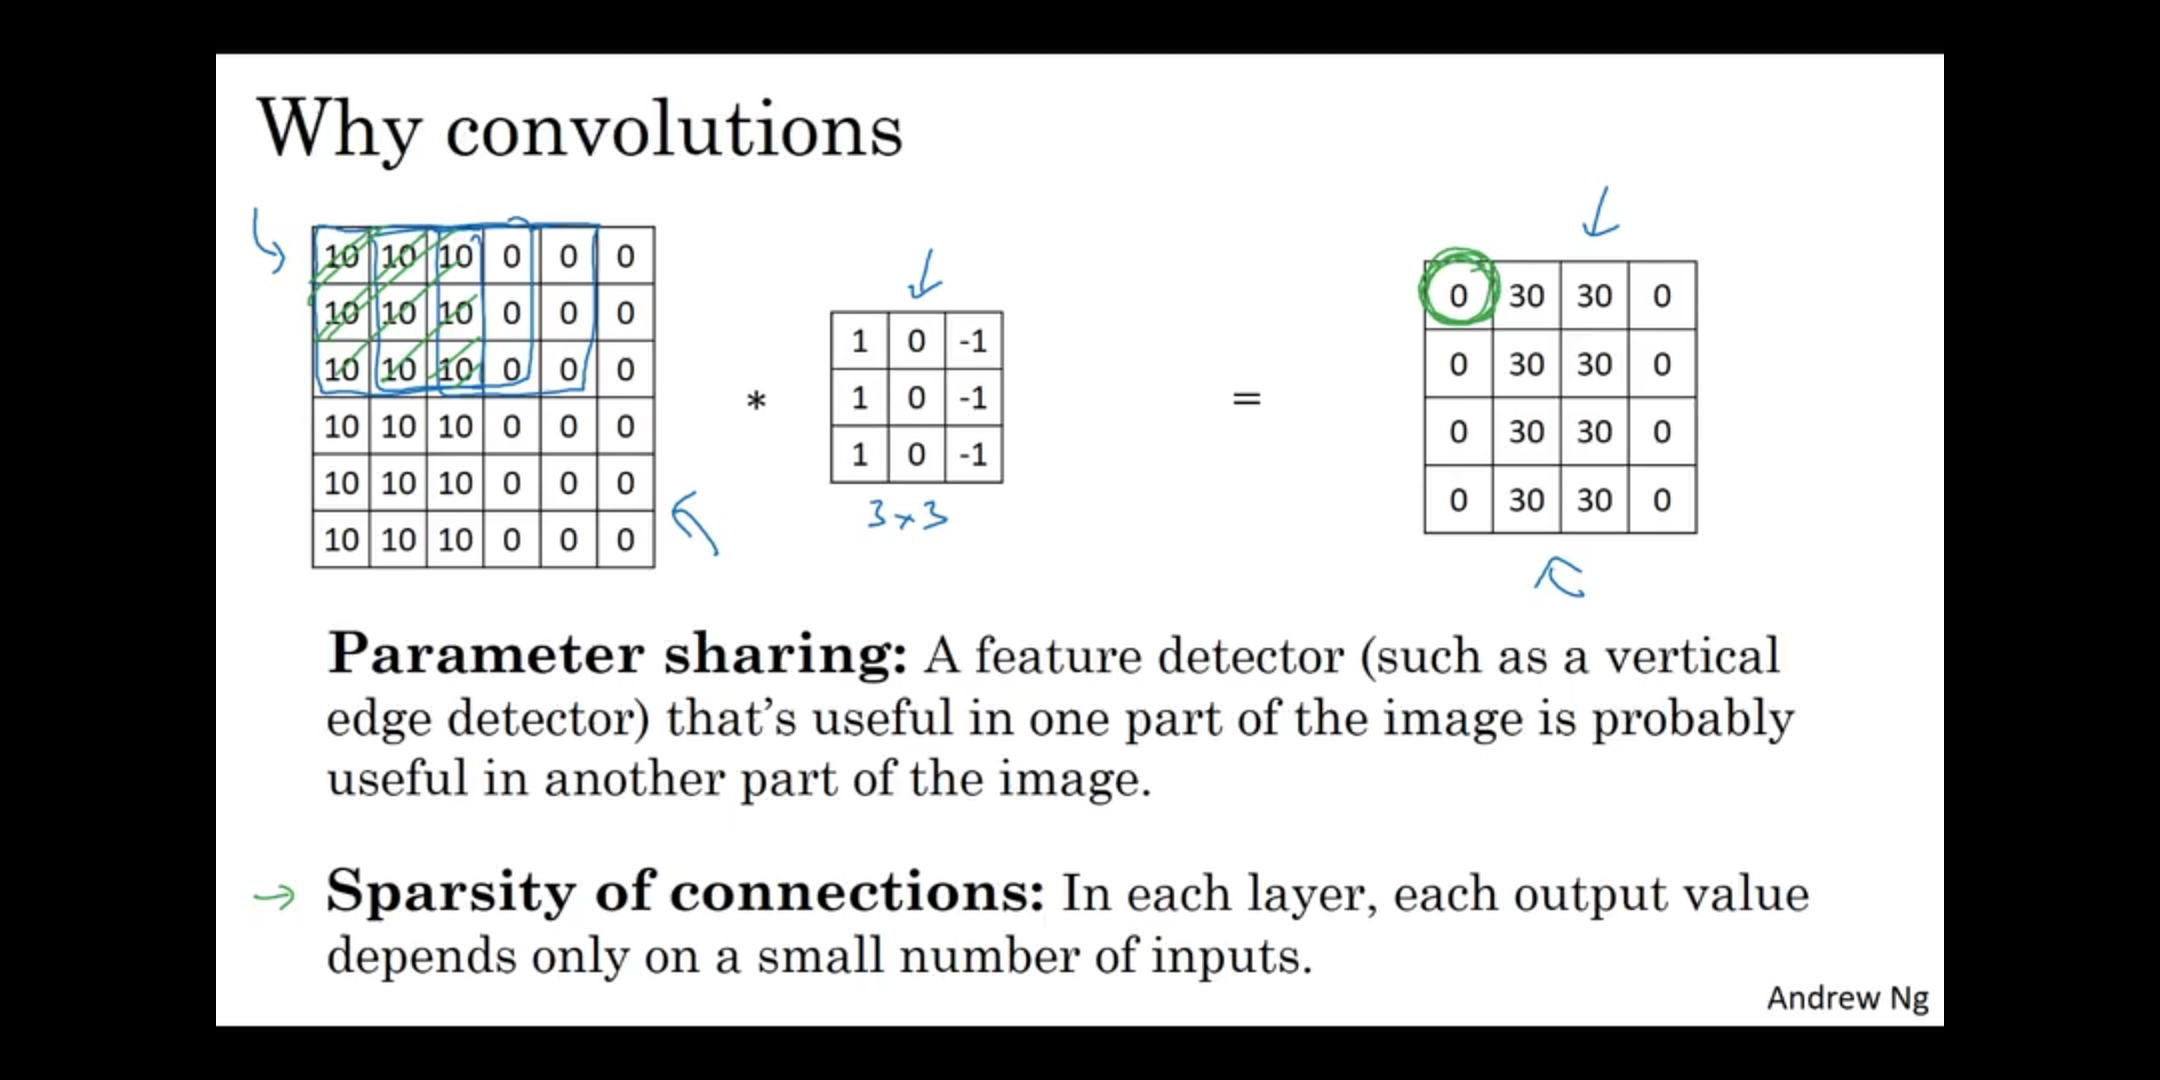 Why convolutions
10 10 10 0 0 0
10 10 10 0 0 0
10 10 10 0 0 0
10 10 10 0 0 0
10 10 10 0 0 0
10 10 10 0 0 0
*
1 0 -1
1 0 -1
1 0 -1
3×3
=
0 30 30 0
0 30 30 0
0 30 30 0
0 30 30 0
Parameter sharing: A feature detector (such as a vertical
edge detector) that’s useful in one part of the image is probably
useful in another part of the image.
→ Sparsity of connections: In each layer, each output value
depends only on a small number of inputs.
Andrew Ng